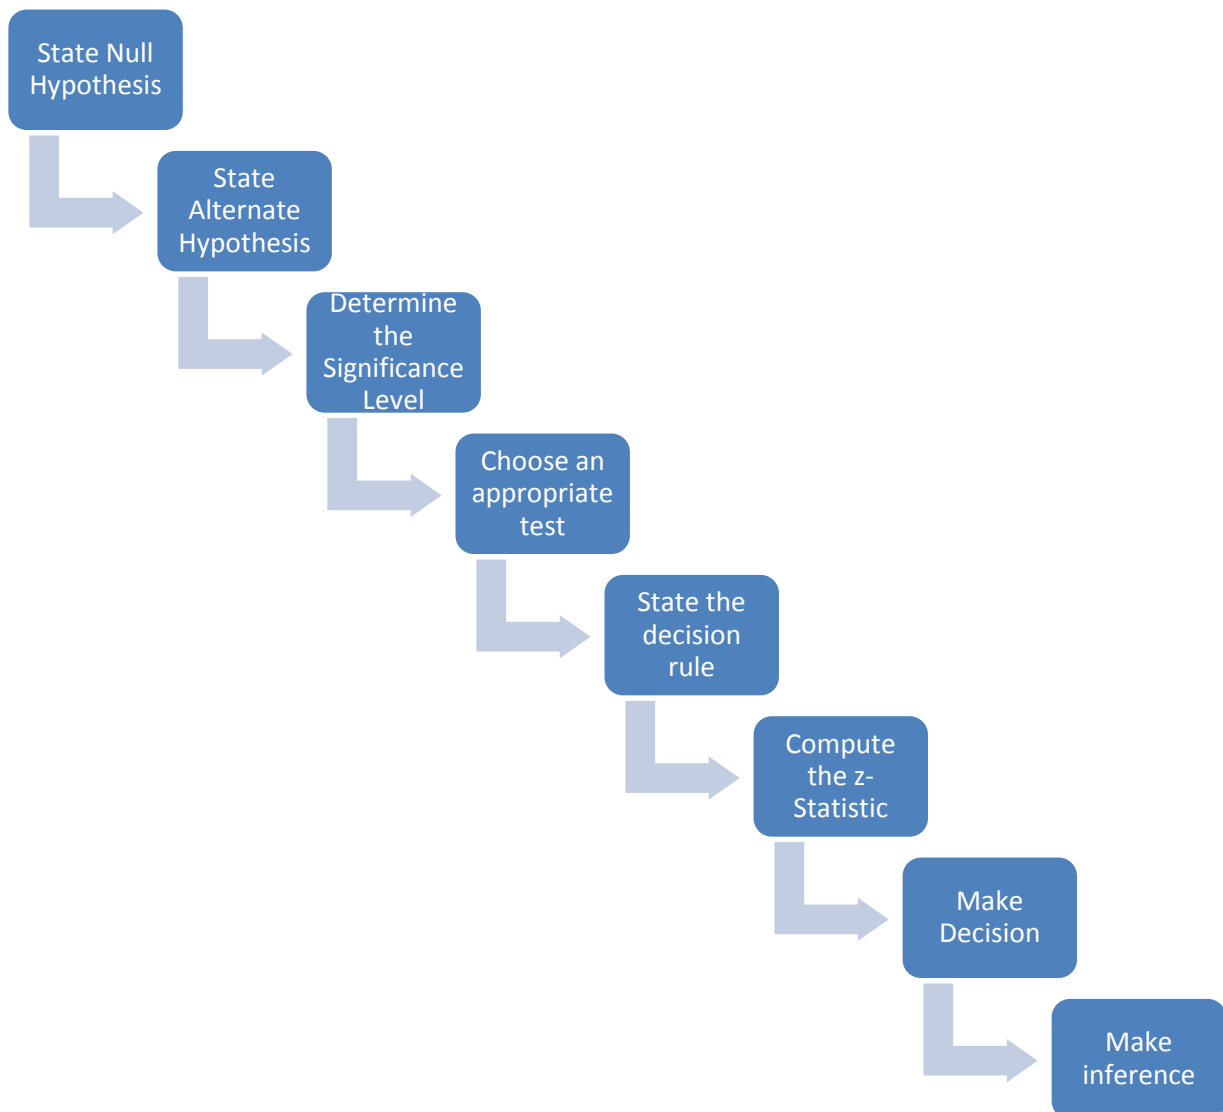 State Null
Hypothesis
State
Alternate
Hypothesis
Determine
the
Significance
Level
Choose an
appropriate
test
State the
decision
rule
Compute
the z-
Statistic
Make
Decision
Make
inference